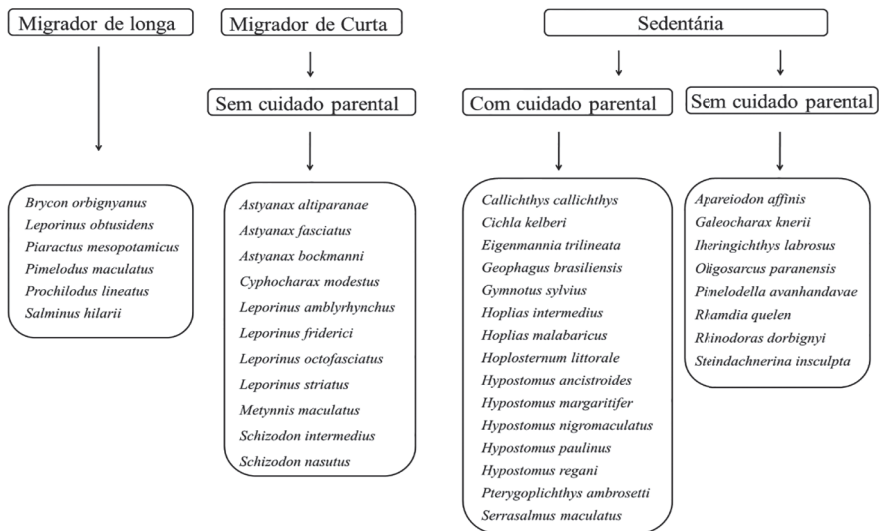 Migrador de longa
Brycon orbignyanus
Leporinus obtusidens
Piaractus mesopotamicus
Pimelodus maculatus
Prochilodus lineatus
Salminus hilarii
Migrador de Curta
Sem cuidado parental
Astyanax altiparanae
Astyanax fasciatus
Astyanax bockmanni
Cyphocharax modestus
Leporinus amblyrhynchus
Leporinus friderici
Leporinus octofasciatus
Leporinus striatus
Metynnis maculatus
Schizodon intermedius
Schizodon nasutus
Sedentária
Com cuidado parental
Callichthys callichthys
Cichla kelberi
Eigenmannia trilineata
Geophagus brasiliensis
Gymnotus sylvius
Hoplias intermedius
Hoplias malabaricus
Hoplosternum littorale
Hypostomus ancistroides
Hypostomus margaritifer
Hypostomus nigromaculatus
Hypostomus paulinus
Hypostomus regani
Pterygoplichthys ambrosetti
Serrasalmus maculatus
Sem cuidado parental
Apareiodon affinis
Galeocharax knerii
Iheringichthys labrosus
Oligosarcus paranensis
Pimelodella avanhandavae
Rhamdia quelen
Rhinodoras dorbignyi
Steindachnerina insculpta